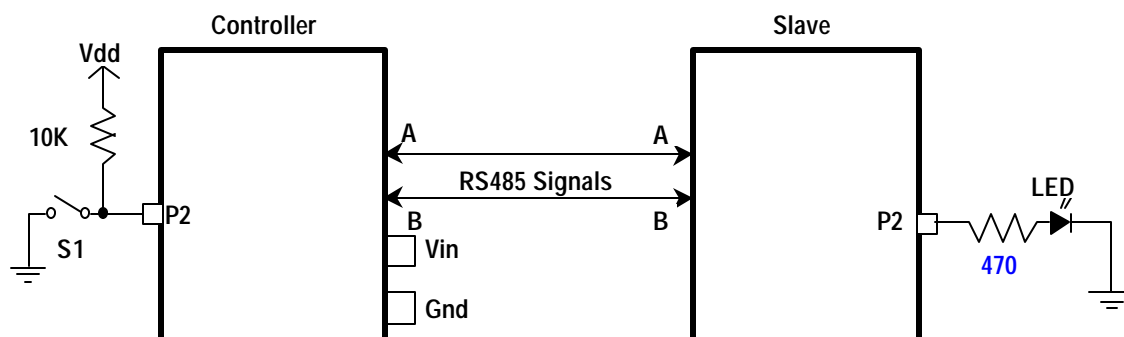 Controller
Slave
Vdd
10K
A
A
RS485 Signals
P2
B
B
P2
LED
S1
Vin
470
Gnd